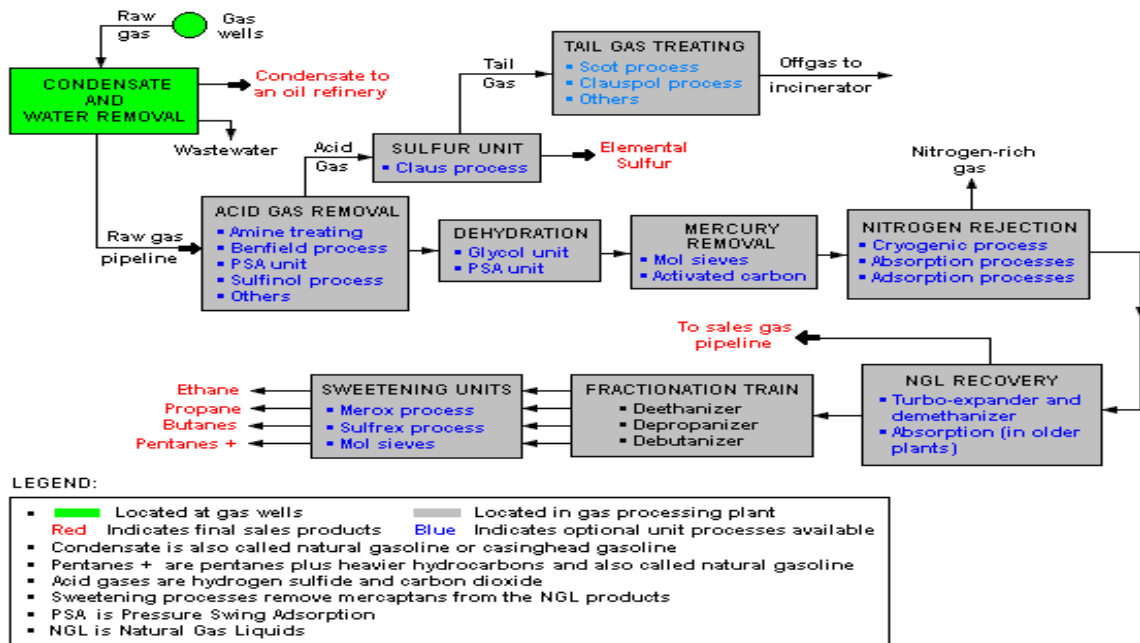 Raw
gas
Gas
wells
CONDENSATE
AND
WATER REMOVAL
Condensate to
an oil refinery
Wastewater
Raw gas
pipeline
Acid
Gas
Tail
Gas
TAIL GAS TREATING
▪ Scot process
▪ Clauspol process
▪ Others
Offgas to
incinerator
SULFUR UNIT
▪ Claus process
Elemental
Sulfur
ACID GAS REMOVAL
▪ Amine treating
▪ Benfield process
▪ PSA unit
▪ Sulfinol process
▪ Others
DEHYDRATION
▪ Glycol unit
▪ PSA unit
MERCURY
REMOVAL
▪ Mol sieves
▪ Activated carbon
Nitrogen-rich
gas
NITROGEN REJECTION
▪ Cryogenic process
▪ Absorption processes
▪ Adsorption processes
To sales gas
pipeline
NGL RECOVERY
▪ Turbo-expander and
demethanizer
▪ Absorption (in older
plants)
FRACTIONATION TRAIN
▪ Deethanizer
▪ Depropanizer
▪ Debutanizer
SWEETENING UNITS
▪ Merox process
▪ Sulfrex process
▪ Mol sieves
Ethane
Propane
Butanes
Pentanes +
LEGEND:
▪ Located at gas wells Located in gas processing plant
Red Indicates final sales products Blue Indicates optional unit processes available
▪ Condensate is also called natural gasoline or casinghead gasoline
▪ Pentanes + are pentanes plus heavier hydrocarbons and also called natural gasoline
▪ Acid gases are hydrogen sulfide and carbon dioxide
▪ Sweetening processes remove mercaptans from the NGL products
▪ PSA is Pressure Swing Adsorption
▪ NGL is Natural Gas Liquids